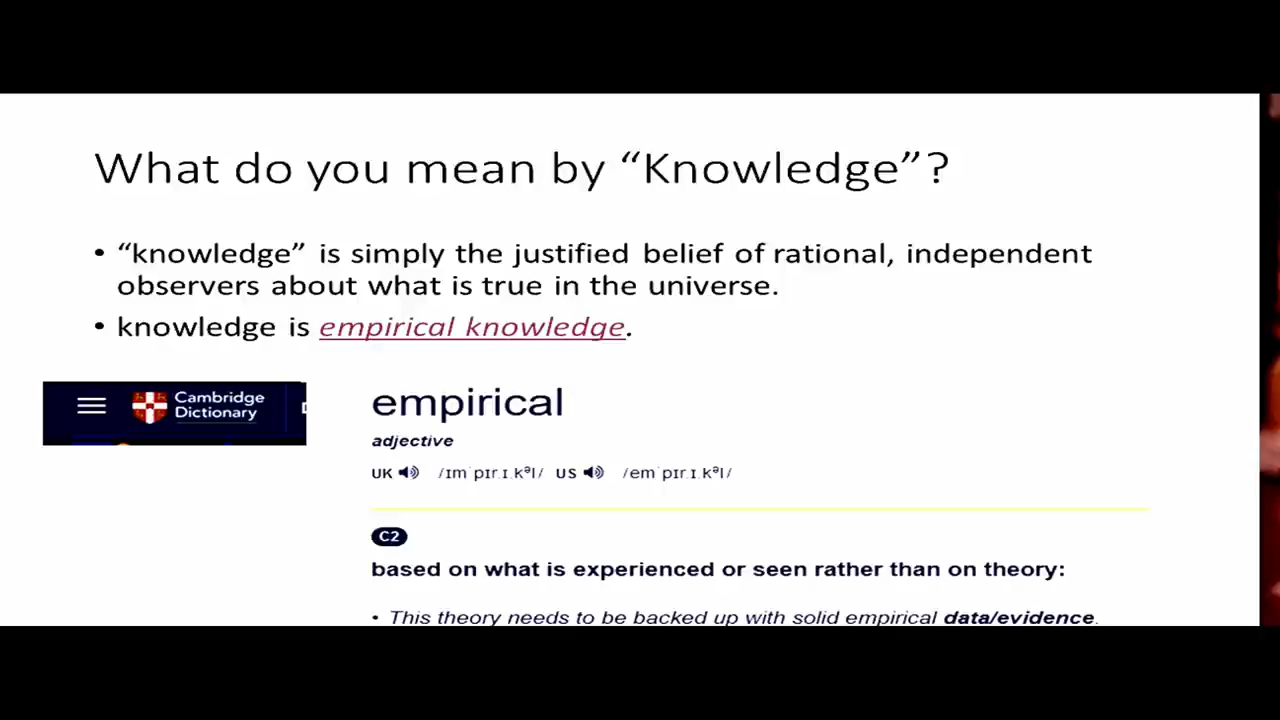 What do you mean by “Knowledge”?
• “knowledge” is simply the justified belief of rational, independent
observers about what is true in the universe.
• knowledge is empirical knowledge.
Cambridge
Dictionary
empirical
adjective
UK /ɪmˈpɪr.ɪ.kᵊl/ US /emˈpɪr.ɪ.kᵊl/
C2
based on what is experienced or seen rather than on theory:
• This theory needs to be backed up with solid empirical data/evidence.